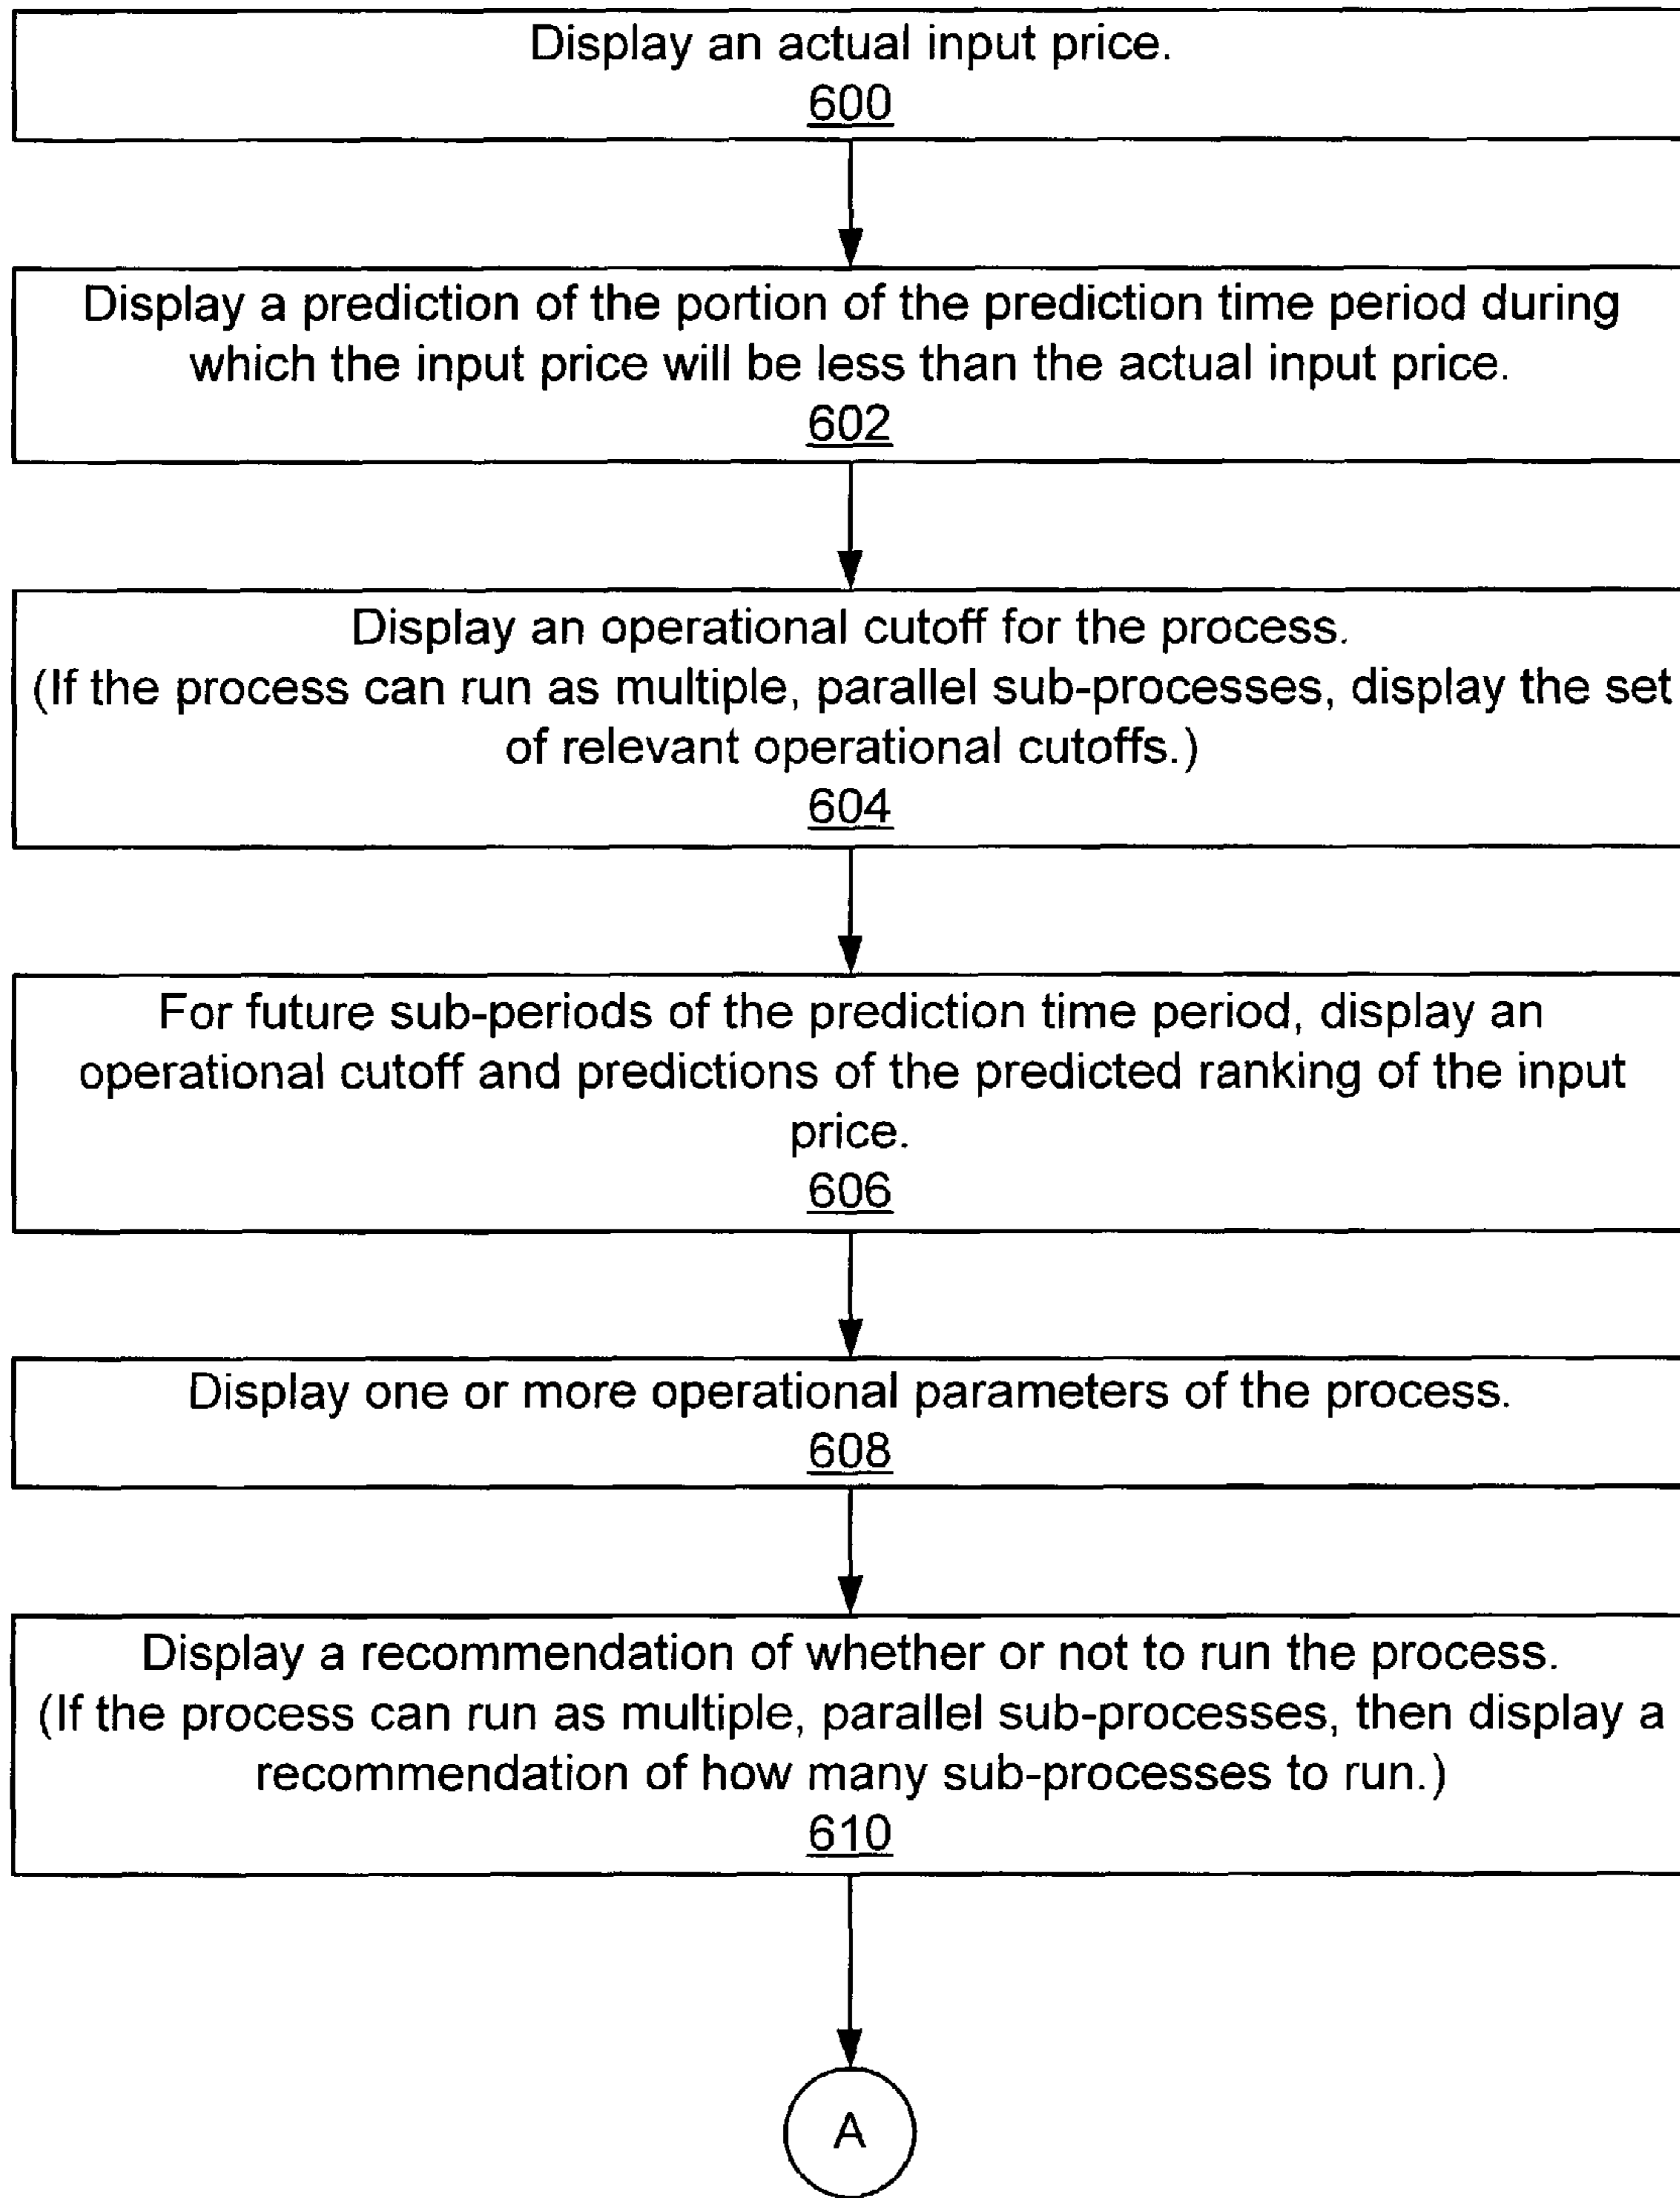 Display an actual input price.
600
Display a prediction of the portion of the prediction time period during
which the input price will be less than the actual input price.
602
Display an operational cutoff for the process.
(If the process can run as multiple, parallel sub-processes, display the set
of relevant operational cutoffs.)
604
For future sub-periods of the prediction time period, display an
operational cutoff and predictions of the predicted ranking of the input
price.
606
Display one or more operational parameters of the process.
608
Display a recommendation of whether or not to run the process.
(If the process can run as multiple, parallel sub-processes, then display a
recommendation of how many sub-processes to run.)
610
A